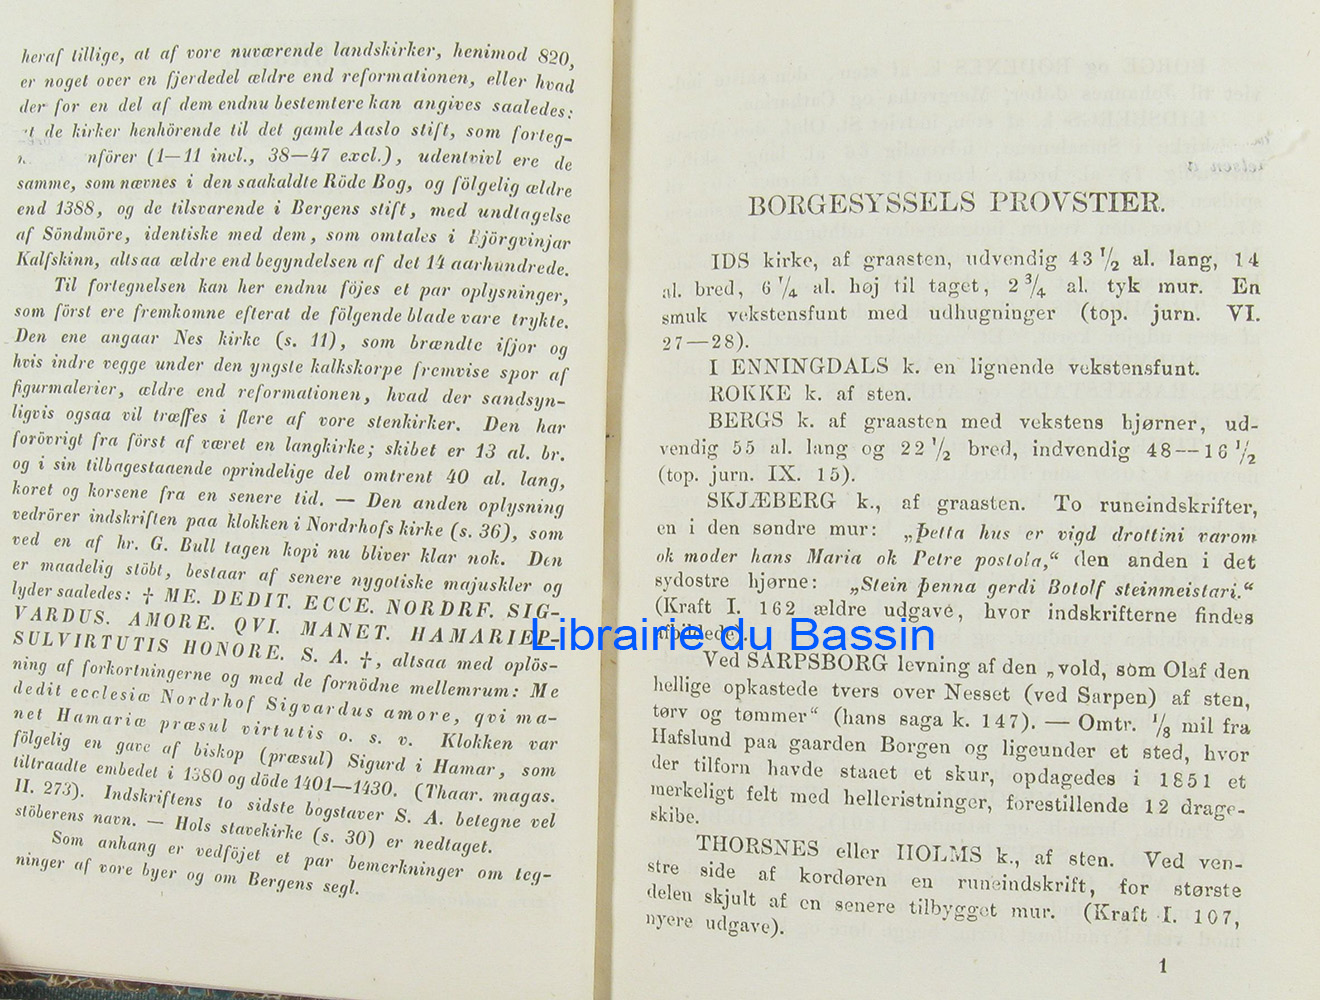 heraf tillige, at af vore nuværende landskirker, henimod 820,
er noget over en fjerdedel ældre end reformationen, eller hvad
der for en del af dem endnu bestemtere kan angives saaledes:
de kirker henhörende til det gamle Aaslo stift, som forteg-
nförer (1—11 incl., 38—47 excl.), udentvivl ere de
samme, som nævnes i den saakaldte Röde Bog, og fölgelig ældre
end 1388, og de tilsvarende i Bergens stift, med undtagelse
af Söndmöre, identiske med dem, som omtales i Björgvinjar
Kalfskinn, altsaa ældre end begyndelsen af det 14 aarhundrede.
Til fortegnelsen kan her endnu föjes et par oplysninger,
som först ere fremkomne efterat de fölgende blade vare trykte.
Den ene angaar Nes kirke (s. 11), som brændte ifjor og
hvis indre vegge under den yngste kalkskorpe fremvise spor af
figurmalerier, ældre end reformationen, hvad der sandsyn-
ligvis ogsaa vil træffes i flere af vore stenkirker. Den har
forövrigt fra först af været en langkirke; skibet er 13 al. br.
og i sin tilbagestaaende oprindelige del omtrent 40 al. lang,
koret og korsene fra en senere tid. — Den anden oplysning
vedrörer indskriften paa klokken i Nordrhofs kirke (s. 36), som
ved en af hr. G. Bull tagen kopi nu bliver klar nok. Den
er maadelig stöbt, bestaar af senere nygotiske majuskler og
lyder saaledes: † ME. DEDIT. ECCE. NORDRF. SIG-
VARDUS. AMORE. QVI. MANET. HAMARIEP-
SULVIRTUTIS HONORE. S. A. †, altsaa med oplös-
ning af forkortningerne og med de fornödne mellemrum: Me
dedit ecclesiæ Nordrhof Sigvardus amore, qvi ma-
net Hamariæ præsul virtutis o. s. v. Klokken var
fölgelig en gave af biskop (præsul) Sigurd i Hamar, som
tiltraadte embedet i 1380 og döde 1401—1430. (Thaar. magas.
II. 273). Indskriftens to sidste bogstaver S. A. betegne vel
stöberens navn. — Hols stavekirke (s. 30) er nedtaget.
Som anhang er vedföjet et par bemerkninger om teg-
ninger af vore byer og om Bergens segl.
BORGESYSSELS PROVSTIER.
IDS kirke, af graasten, udvendig 43 1/2 al. lang, 14
al. bred, 6 1/4 al. høj til taget, 2 3/4 al. tyk mur. En
smuk vekstensfunt med udhugninger (top. jurn. VI.
27—28).
I ENNINGDALS k. en lignende vekstensfunt.
ROKKE k. af sten.
BERGS k. af graasten med vekstens hjørner, ud-
vendig 55 al. lang og 22 1/2 bred, indvendig 48—16 1/2
(top. jurn. IX. 15).
SKJÆBERG k., af graasten. To runeindskrifter,
en i den søndre mur: „Þetta hus er vigd drottini varom
ok moder hans Maria ok Petre postola,“ den anden i det
sydostre hjørne: „Stein þenna gerdi Botolf steinmeistari.“
(Kraft I. 162 ældre udgave, hvor indskrifterne findes
Librairie du Bassin
Ved SARPSBORG levning af den „vold, som Olaf den
hellige opkastede tvers over Nesset (ved Sarpen) af sten,
tørv og tømmer“ (hans saga k. 147). — Omtr. 1/8 mil fra
Hafslund paa gaarden Borgen og ligeunder et sted, hvor
der tilforn havde staaet et skur, opdagedes i 1851 et
merkeligt felt med helleristninger, forestillende 12 drage-
skibe.
THORSNES eller HOLMS k., af sten. Ved ven-
stre side af kordøren en runeindskrift, for største
delen skjult af en senere tilbygget mur. (Kraft I. 107,
nyere udgave).
1